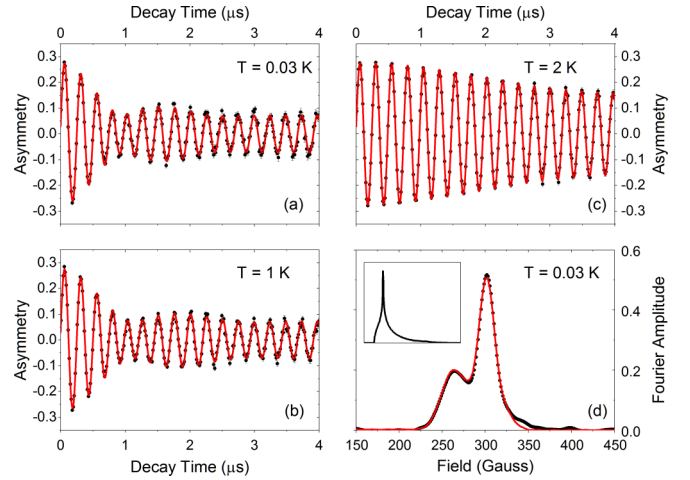 Decay Time (μs)
0 1 2 3 4
Asymmetry
0.3
0.2
0.1
0.0
-0.1
-0.2
-0.3
T = 0.03 K
(a)
Decay Time (μs)
0 1 2 3 4
T = 2 K
(c)
0.3
0.2
0.1
0.0
-0.1
-0.2
-0.3
Asymmetry
Asymmetry
0.3
0.2
0.1
0.0
-0.1
-0.2
-0.3
T = 1 K
(b)
0 1 2 3 4
Decay Time (μs)
T = 0.03 K
(d)
0.6
0.4
0.2
0.0
Fourier Amplitude
150 200 250 300 350 400 450
Field (Gauss)